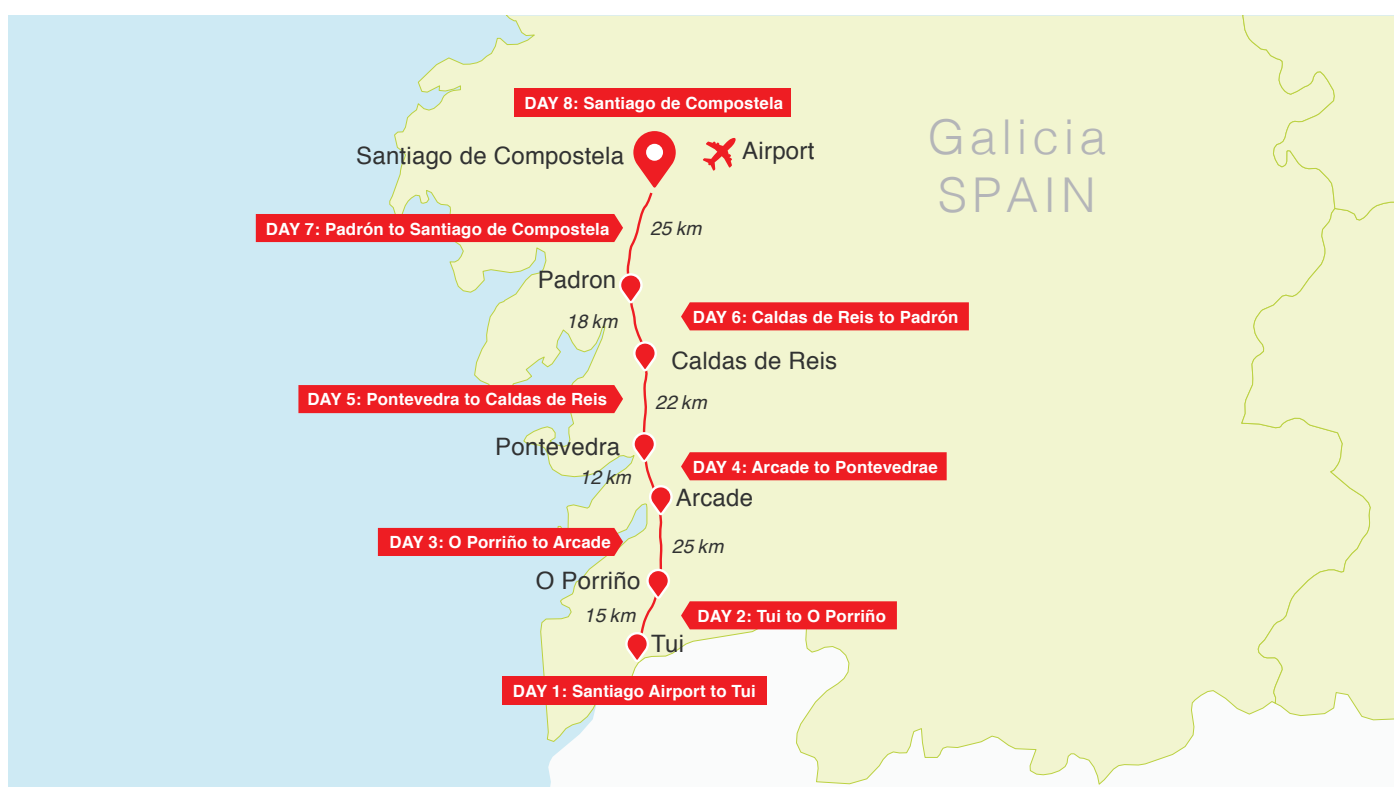 DAY 8: Santiago de Compostela
Santiago de Compostela
Airport
Galicia
SPAIN
DAY 7: Padrón to Santiago de Compostela
25 km
Padron
18 km
DAY 6: Caldas de Reis to Padrón
Caldas de Reis
DAY 5: Pontevedra to Caldas de Reis
22 km
Pontevedra
12 km
DAY 4: Arcade to Pontevedrae
Arcade
DAY 3: O Porriño to Arcade
25 km
O Porriño
15 km
DAY 2: Tui to O Porriño
Tui
DAY 1: Santiago Airport to Tui